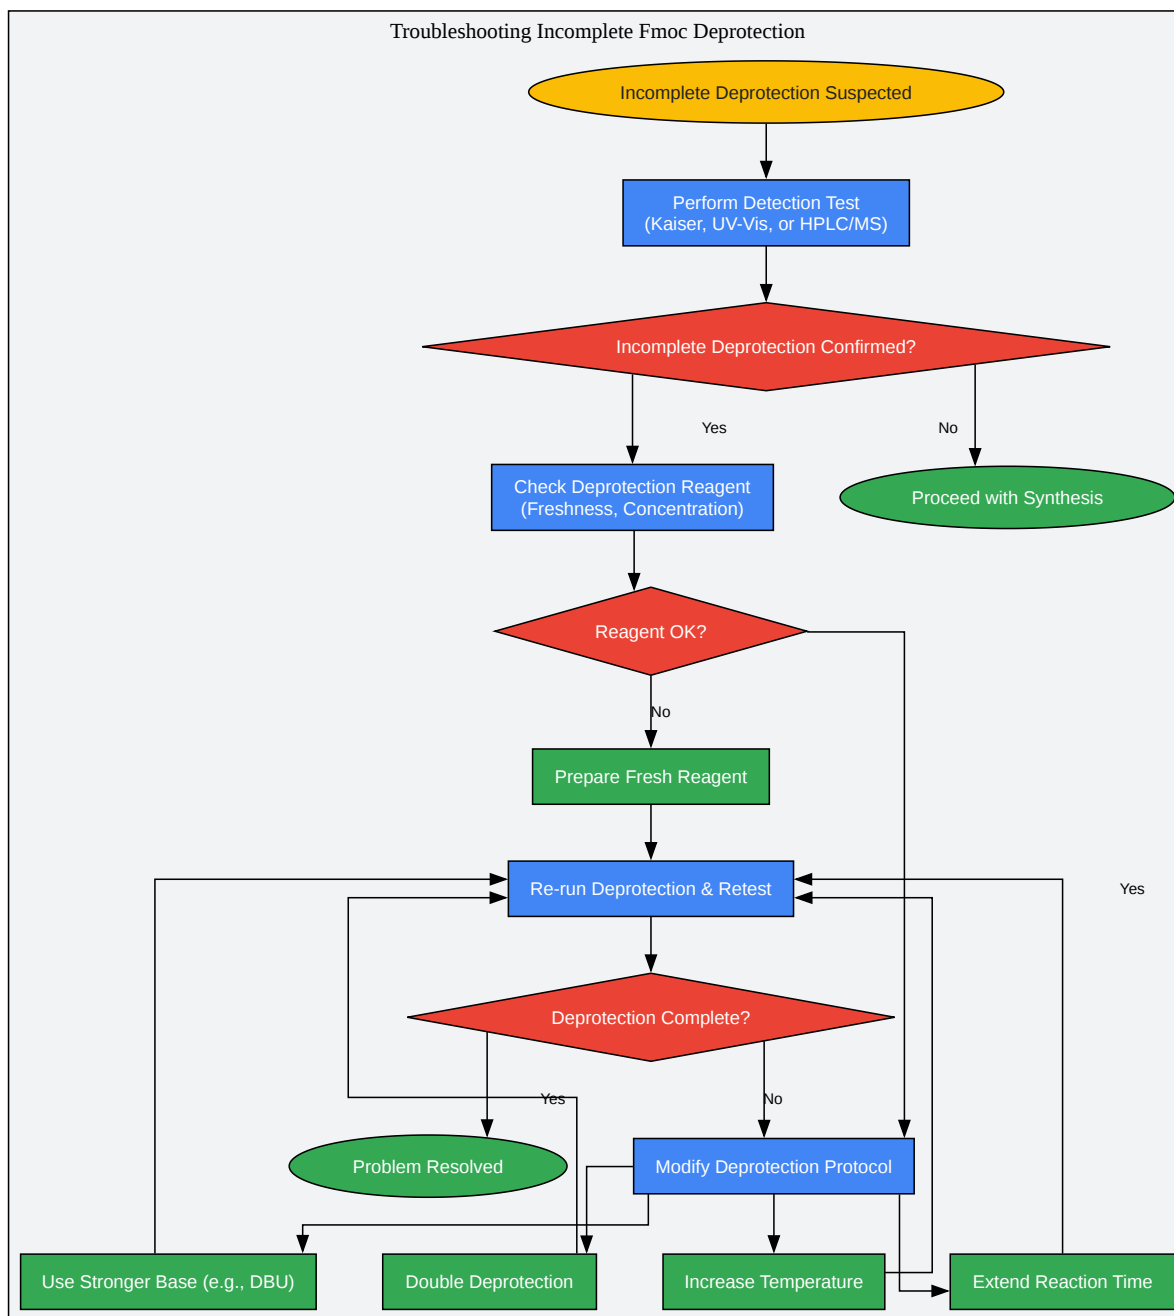 Troubleshooting Incomplete Fmoc Deprotection
Incomplete Deprotection Suspected
Perform Detection Test
(Kaiser, UV-Vis, or HPLC/MS)
Incomplete Deprotection Confirmed?
Yes
No
Check Deprotection Reagent
(Freshness, Concentration)
Proceed with Synthesis
Reagent OK?
No
Prepare Fresh Reagent
Re-run Deprotection & Retest
Yes
Deprotection Complete?
Yes
No
Problem Resolved
Modify Deprotection Protocol
Use Stronger Base (e.g., DBU)
Double Deprotection
Increase Temperature
Extend Reaction Time